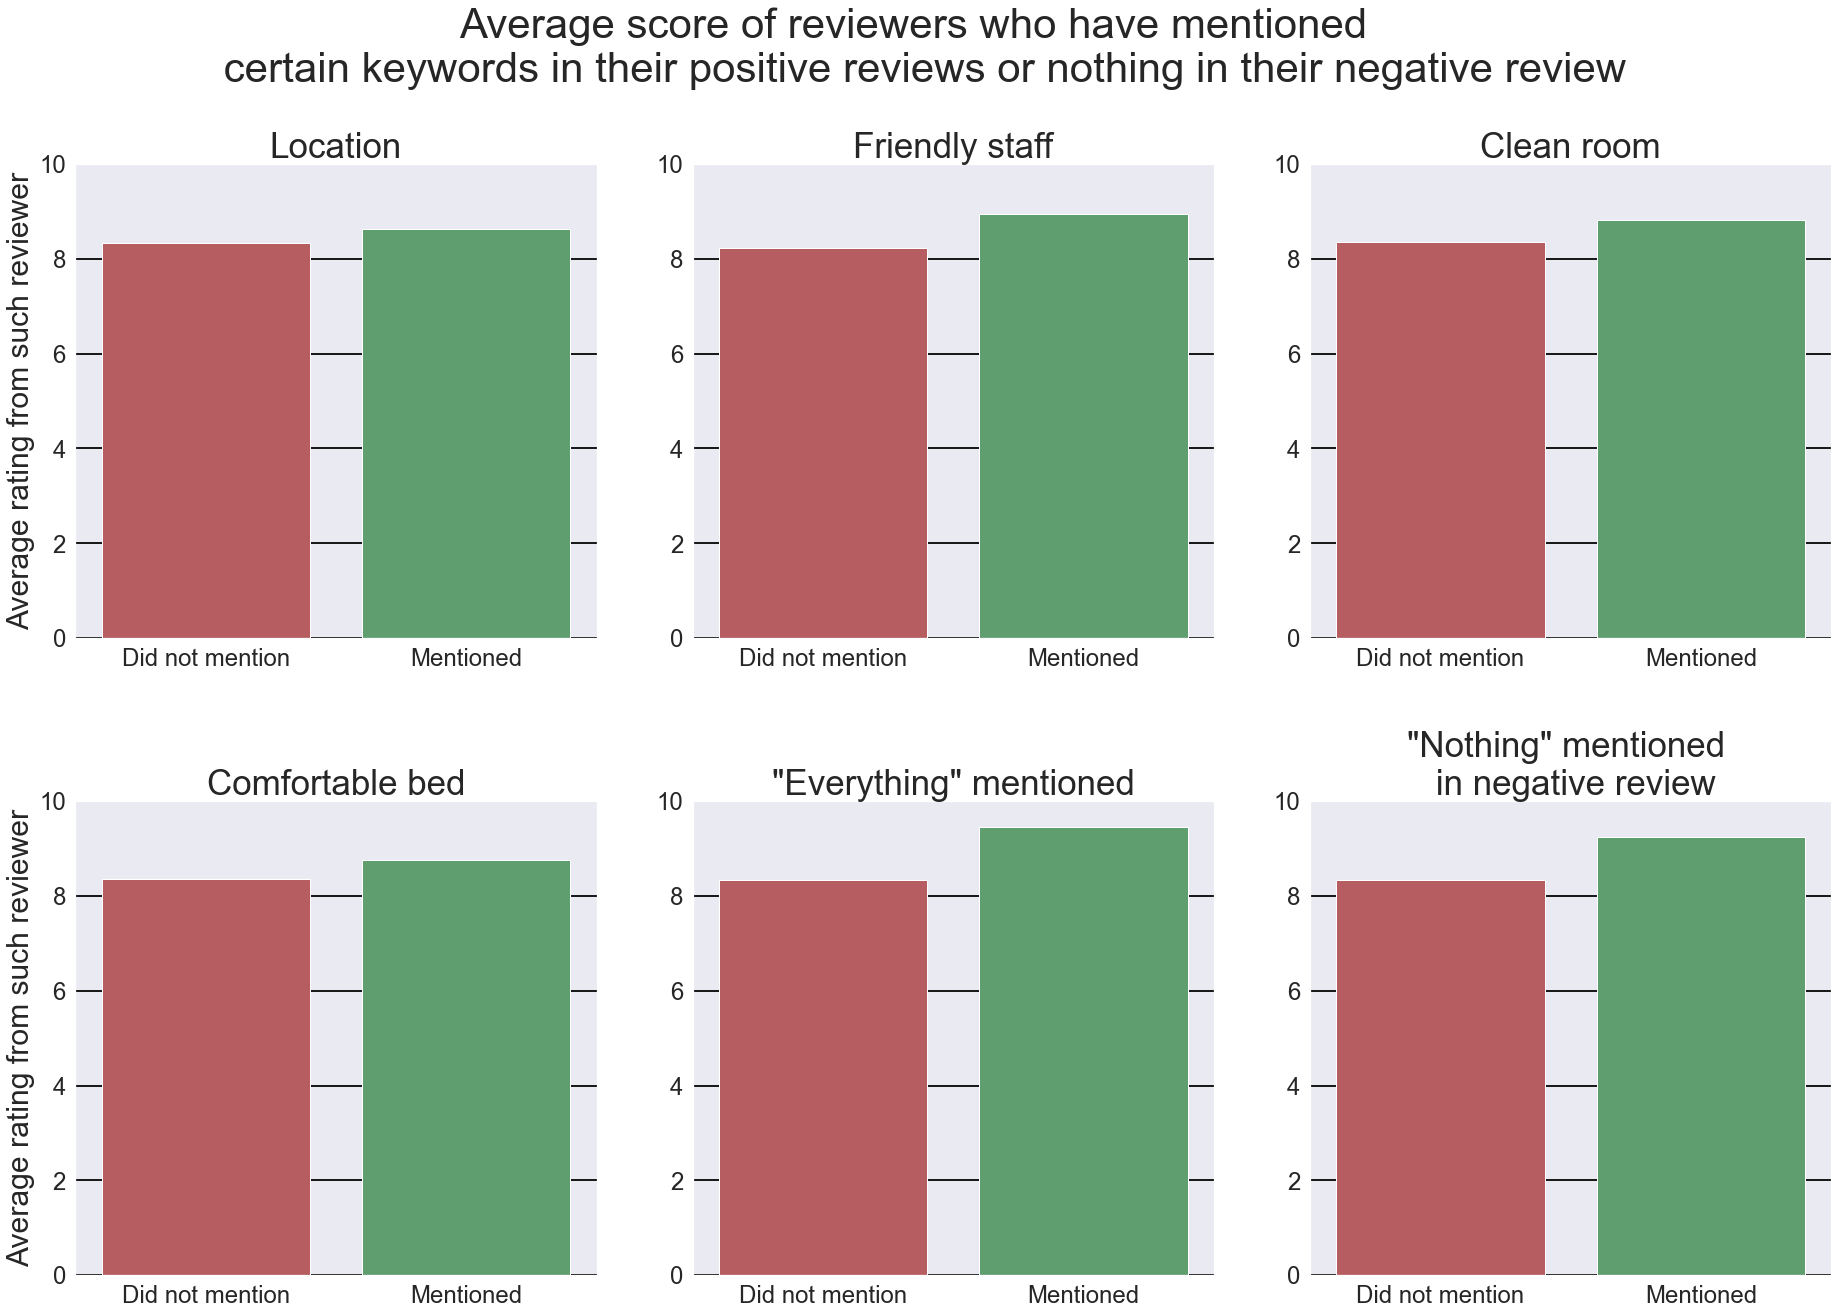 Average score of reviewers who have mentioned
certain keywords in their positive reviews or nothing in their negative review
Location
Average rating from such reviewer
10
8
6
4
2
0
Did not mention
Mentioned
Friendly staff
10
8
6
4
2
0
Did not mention
Mentioned
Clean room
10
8
6
4
2
0
Did not mention
Mentioned
Comfortable bed
Average rating from such reviewer
10
8
6
4
2
0
Did not mention
Mentioned
"Everything" mentioned
10
8
6
4
2
0
Did not mention
Mentioned
"Nothing" mentioned
in negative review
10
8
6
4
2
0
Did not mention
Mentioned